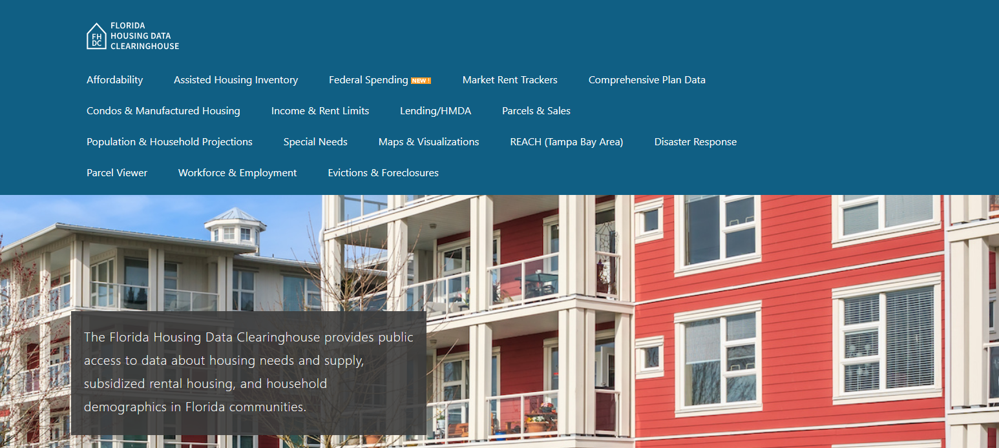 FLORIDA
HOUSING DATA
CLEARINGHOUSE
FH
DC
Affordability Assisted Housing Inventory Federal Spending NEW ! Market Rent Trackers Comprehensive Plan Data
Condos & Manufactured Housing Income & Rent Limits Lending/HMDA Parcels & Sales
Population & Household Projections Special Needs Maps & Visualizations REACH (Tampa Bay Area) Disaster Response
Parcel Viewer Workforce & Employment Evictions & Foreclosures
The Florida Housing Data Clearinghouse provides public
access to data about housing needs and supply,
subsidized rental housing, and household
demographics in Florida communities.